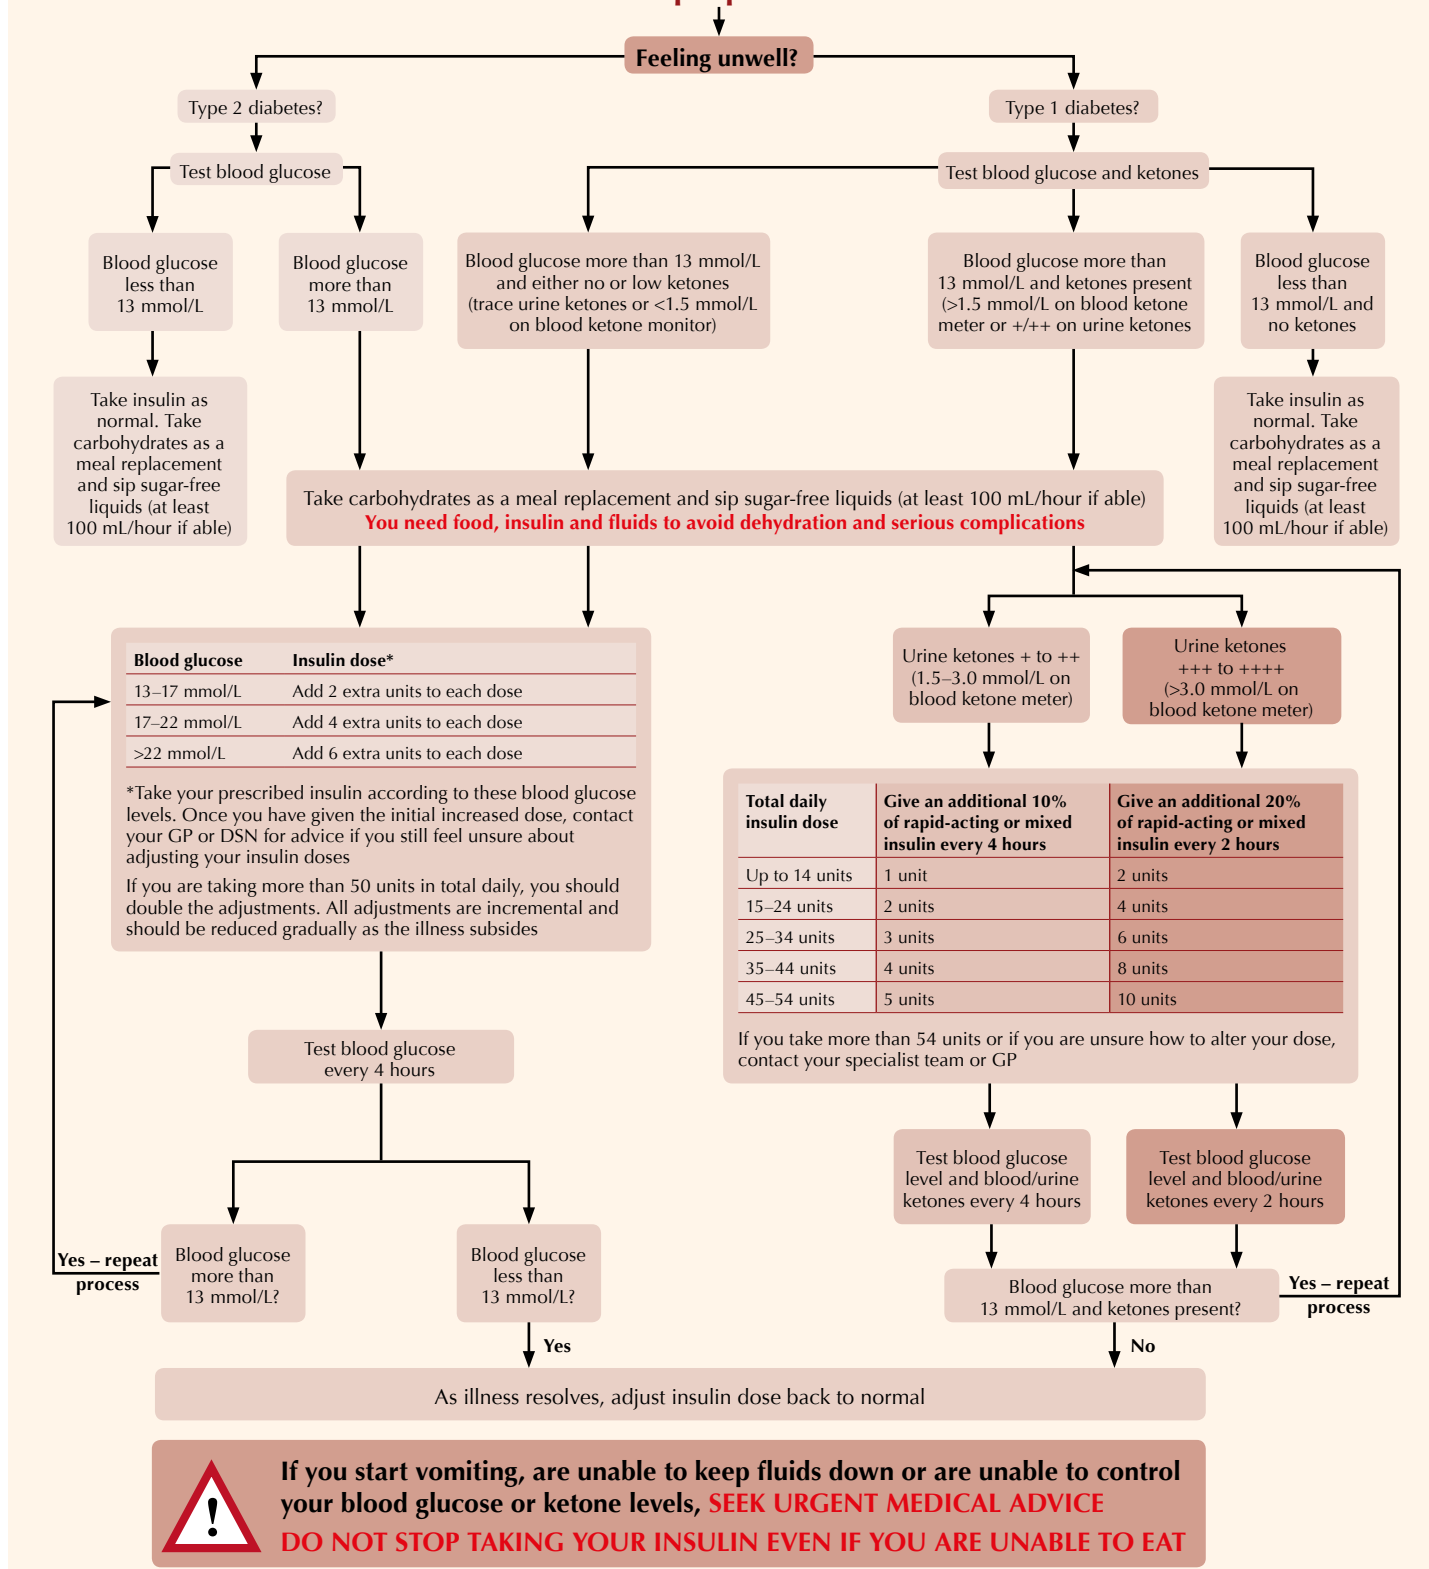 Feeling unwell?
Type 2 diabetes?
Type 1 diabetes?
Test blood glucose
Test blood glucose and ketones
Blood glucose
less than
13 mmol/L
Blood glucose
more than
13 mmol/L
Blood glucose more than 13 mmol/L
and either no or low ketones
(trace urine ketones or <1.5 mmol/L
on blood ketone monitor)
Blood glucose more than
13 mmol/L and ketones present
(>1.5 mmol/L on blood ketone
meter or +/++ on urine ketones
Blood glucose
less than
13 mmol/L and
no ketones
Take insulin as
normal. Take
carbohydrates as a
meal replacement
and sip sugar-free
liquids (at least
100 mL/hour if able)
Take insulin as
normal. Take
carbohydrates as a
meal replacement
and sip sugar-free
liquids (at least
100 mL/hour if able)
Take carbohydrates as a meal replacement and sip sugar-free liquids (at least 100 mL/hour if able)
You need food, insulin and fluids to avoid dehydration and serious complications
Blood glucose Insulin dose*
13–17 mmol/L Add 2 extra units to each dose
17–22 mmol/L Add 4 extra units to each dose
>22 mmol/L Add 6 extra units to each dose
*Take your prescribed insulin according to these blood glucose
levels. Once you have given the initial increased dose, contact
your GP or DSN for advice if you still feel unsure about
adjusting your insulin doses
If you are taking more than 50 units in total daily, you should
double the adjustments. All adjustments are incremental and
should be reduced gradually as the illness subsides
Urine ketones + to ++
(1.5–3.0 mmol/L on
blood ketone meter)
Urine ketones
+++ to ++++
(>3.0 mmol/L on
blood ketone meter)
Total daily
insulin dose
Give an additional 10%
of rapid-acting or mixed
insulin every 4 hours
Give an additional 20%
of rapid-acting or mixed
insulin every 2 hours
Up to 14 units 1 unit 2 units
15–24 units 2 units 4 units
25–34 units 3 units 6 units
35–44 units 4 units 8 units
45–54 units 5 units 10 units
If you take more than 54 units or if you are unsure how to alter your dose,
contact your specialist team or GP
Test blood glucose
every 4 hours
Test blood glucose
level and blood/urine
ketones every 4 hours
Test blood glucose
level and blood/urine
ketones every 2 hours
Yes – repeat
process
Blood glucose
more than
13 mmol/L?
Blood glucose
less than
13 mmol/L?
Blood glucose more than
13 mmol/L and ketones present?
Yes – repeat
process
Yes
No
As illness resolves, adjust insulin dose back to normal
!
If you start vomiting, are unable to keep fluids down or are unable to control
your blood glucose or ketone levels, SEEK URGENT MEDICAL ADVICE
DO NOT STOP TAKING YOUR INSULIN EVEN IF YOU ARE UNABLE TO EAT